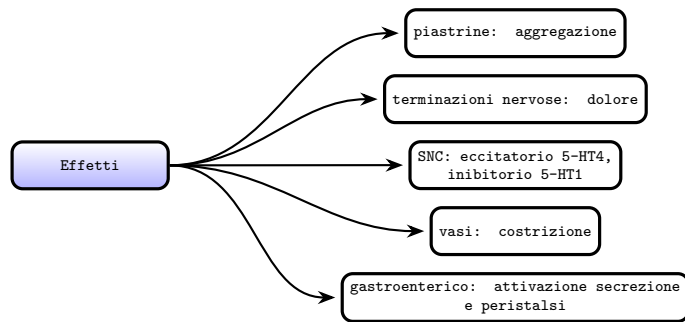 piastrine: aggregazione
terminazioni nervose: dolore
Effetti
SNC: eccitatorio 5-HT4,
inibitorio 5-HT1
vasi: costrizione
gastroenterico: attivazione secrezione
e peristalsi